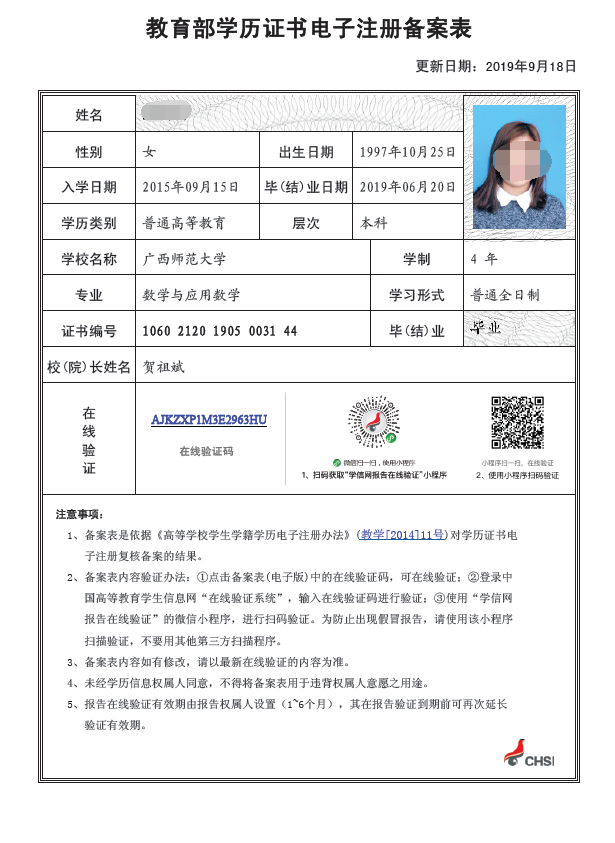 教育部学历证书电子注册备案表
更新日期：2019年9月18日
姓名
性别 女 出生日期 1997年10月25日
入学日期 2015年09月15日 毕(结)业日期 2019年06月20日
学历类别 普通高等教育 层次 本科
学校名称 广西师范大学 学制 4 年
专业 数学与应用数学 学习形式 普通全日制
证书编号 1060 2120 1905 0031 44 毕(结)业 毕业
校(院)长姓名 贺祖斌
在线验证
AJKZXP1M3E2963HU
在线验证码
微信扫一扫，使用小程序
1、扫码获取“学信网报告在线验证”小程序
小程序扫一扫，在线验证
2、使用小程序扫码验证
注意事项：
1、备案表是依据《高等学校学生学籍学历电子注册办法》(教学[2014]11号)对学历证书电
子注册复核备案的结果。
2、备案表内容验证办法：①点击备案表(电子版)中的在线验证码，可在线验证；②登录中
国高等教育学生信息网“在线验证系统”，输入在线验证码进行验证；③使用“学信网
报告在线验证”的微信小程序，进行扫码验证。为防止出现假冒报告，请使用该小程序
扫描验证，不要用其他第三方扫描程序。
3、备案表内容如有修改，请以最新在线验证的内容为准。
4、未经学历信息权属人同意，不得将备案表用于违背权属人意愿之用途。
5、报告在线验证有效期由报告权属人设置（1~6个月），其在报告验证到期前可再次延长
验证有效期。
CHSI